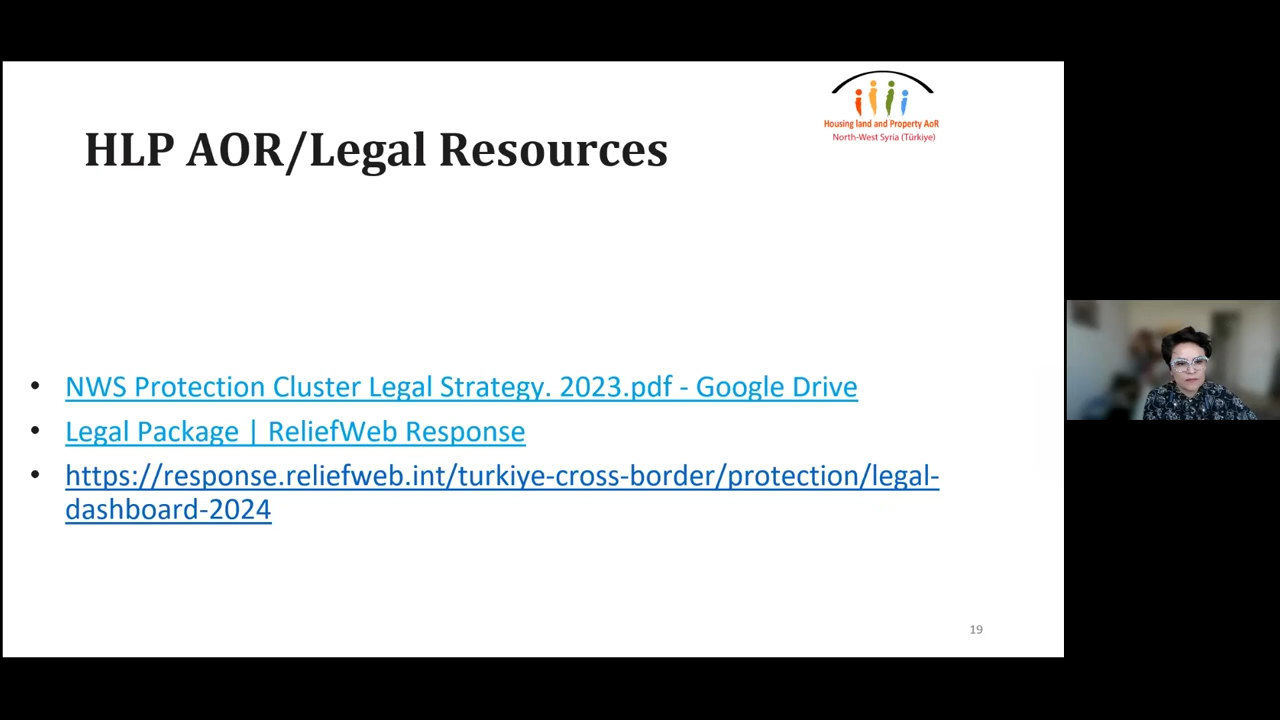 Housing land and Property AoR
North-West Syria (Türkiye)
HLP AOR/Legal Resources
• NWS Protection Cluster Legal Strategy. 2023.pdf - Google Drive
• Legal Package | ReliefWeb Response
• https://response.reliefweb.int/turkiye-cross-border/protection/legal-
dashboard-2024
19